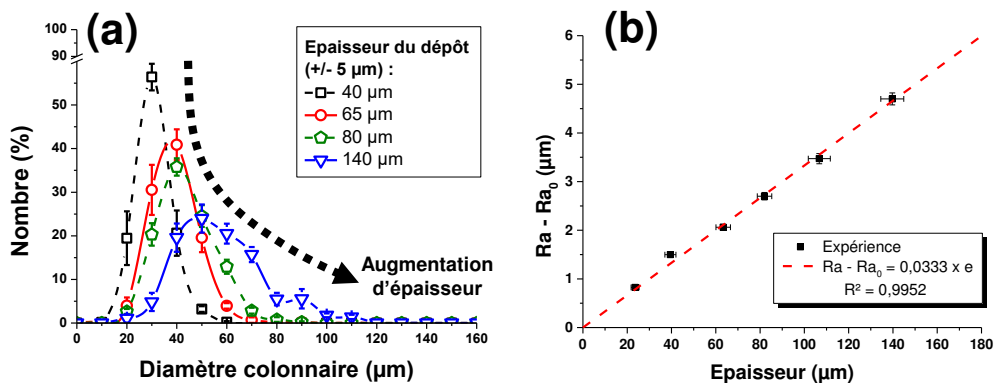 (a)
100
90
50
40
30
20
10
0
Nombre (%)
0 20 40 60 80 100 120 140 160
Diamètre colonnaire (µm)
Epaisseur du dépôt
(+/- 5 µm) :
40 µm
65 µm
80 µm
140 µm
Augmentation
d'épaisseur
(b)
6
5
4
3
2
1
0
Ra - Ra₀ (µm)
0 20 40 60 80 100 120 140 160 180
Epaisseur (µm)
Expérience
Ra - Ra₀ = 0,0333 x e
R² = 0,9952